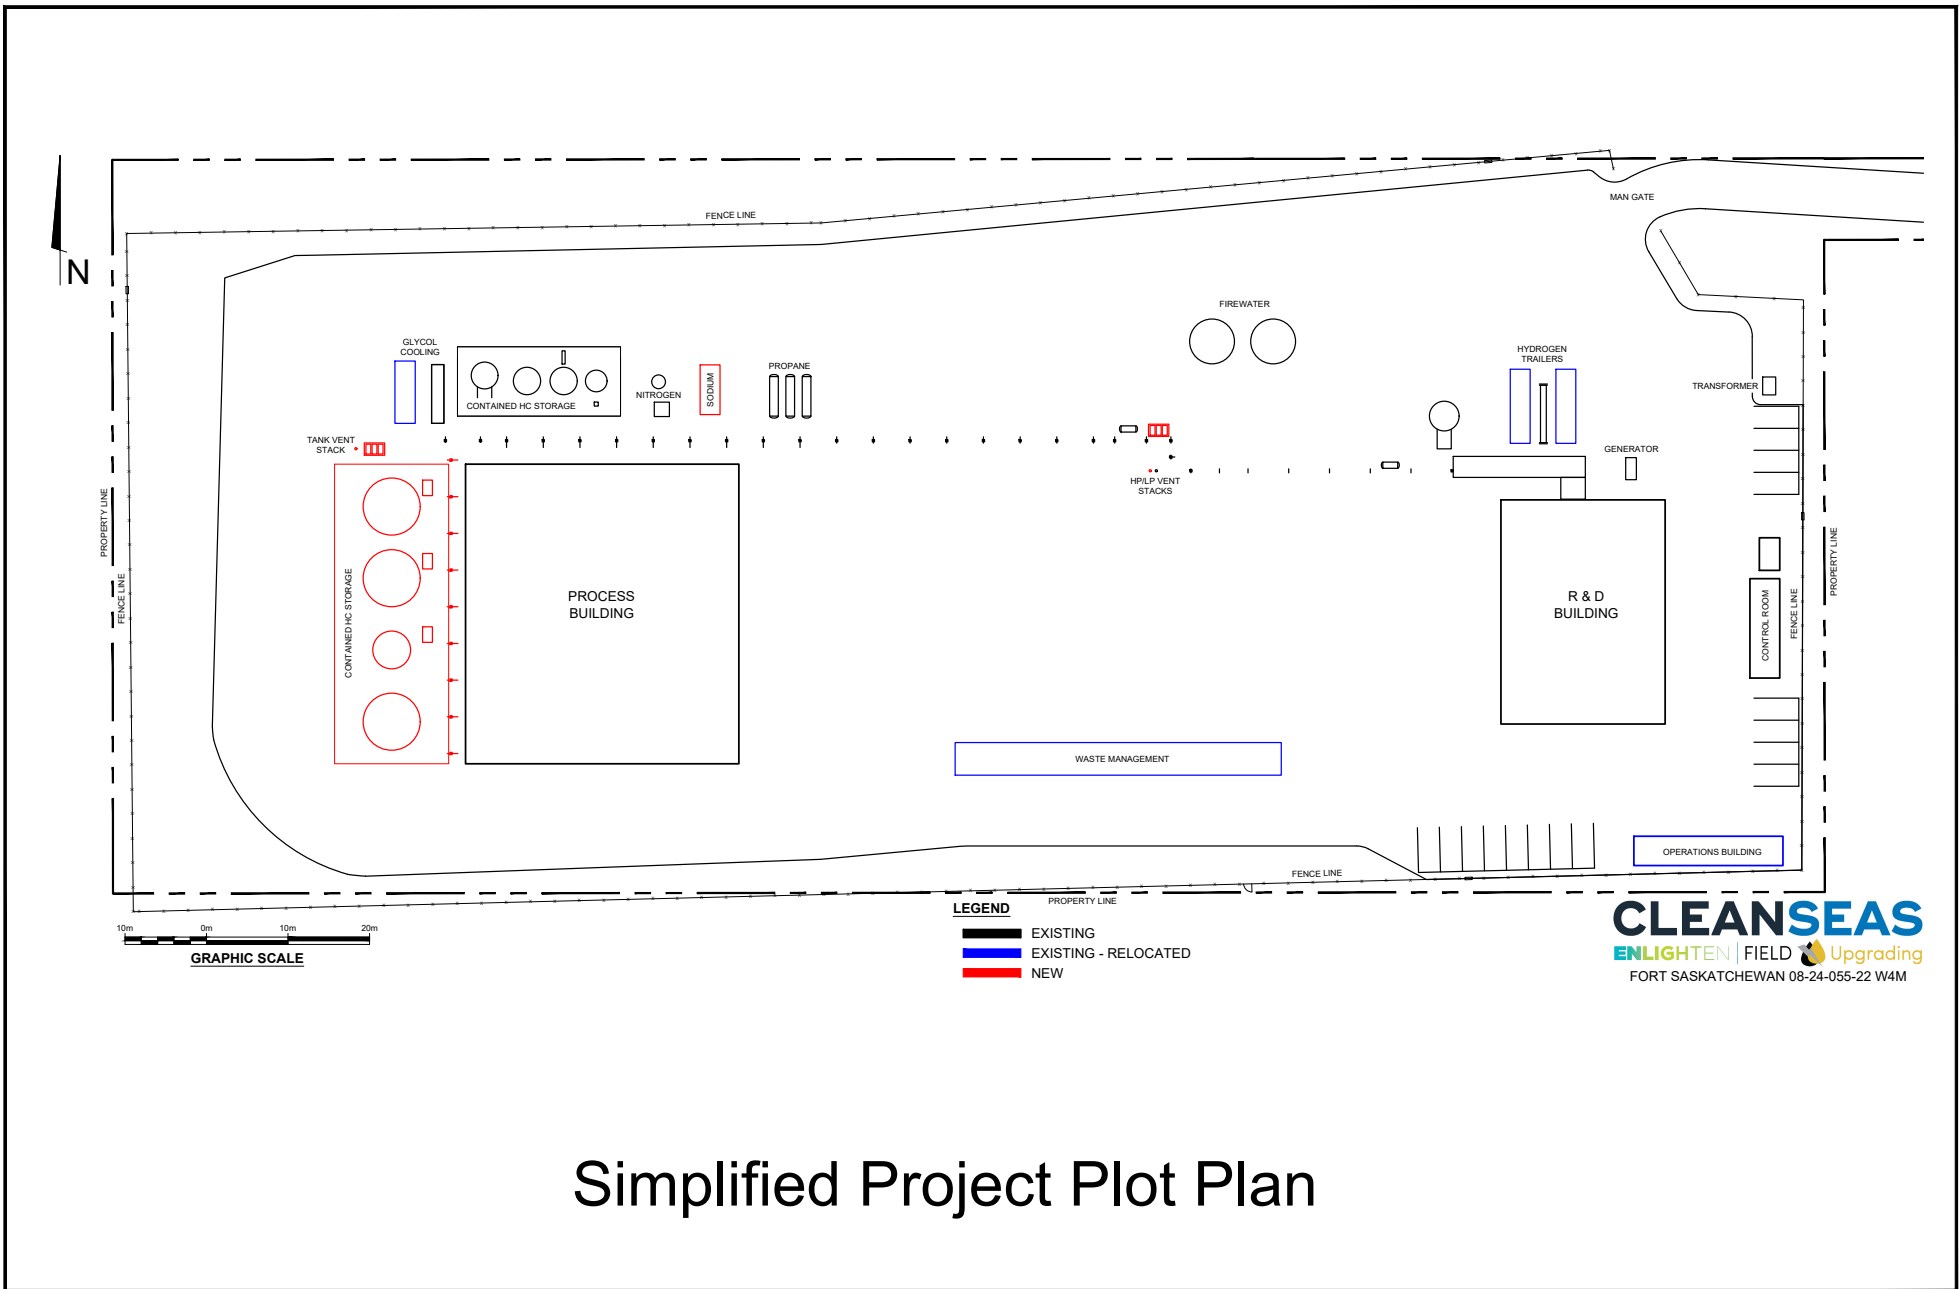 FENCE LINE
MAN GATE
N
FIREWATER
GLYCOL
COOLING
HYDROGEN
TRAILERS
PROPANE
SODIUM
TRANSFORMER
NITROGEN
CONTAINED HC STORAGE
TANK VENT
STACK
GENERATOR
HP/LP VENT
STACKS
PROPERTY LINE
FENCE LINE
CONTAINED HC STORAGE
PROCESS
BUILDING
R & D
BUILDING
CONTROL ROOM
FENCE LINE
PROPERTY LINE
WASTE MANAGEMENT
OPERATIONS BUILDING
FENCE LINE
PROPERTY LINE
10m 0m 10m 20m
GRAPHIC SCALE
LEGEND
EXISTING
EXISTING - RELOCATED
NEW
CLEANSEAS
ENLIGHTEN FIELD Upgrading
FORT SASKATCHEWAN 08-24-055-22 W4M
Simplified Project Plot Plan